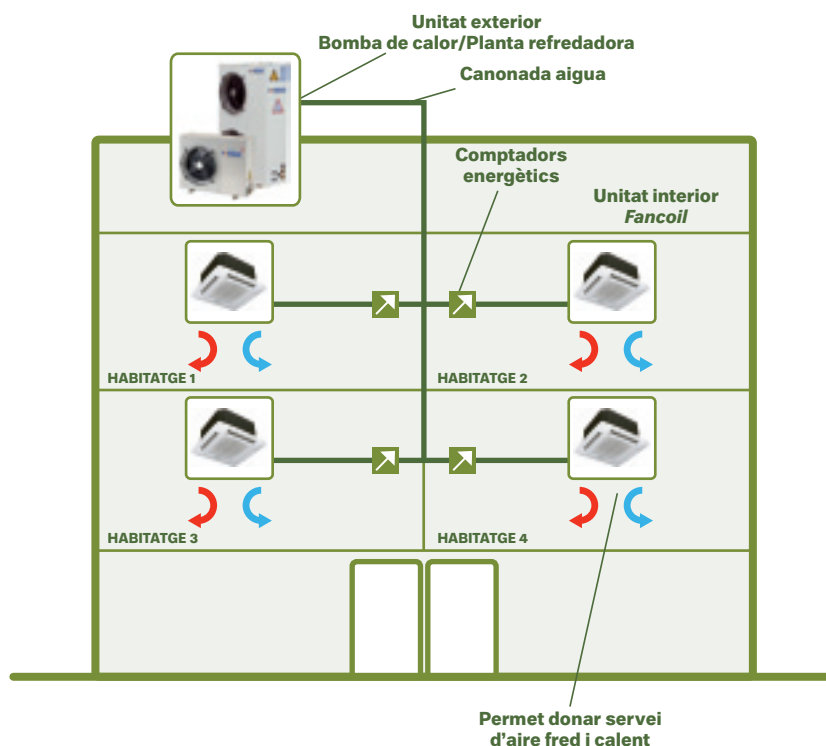 Unitat exterior
Bomba de calor/Planta refredadora
Canonada aigua
Comptadors
energètics
Unitat interior
Fancoil
HABITATGE 1
HABITATGE 2
HABITATGE 3
HABITATGE 4
Permet donar servei
d'aire fred i calent